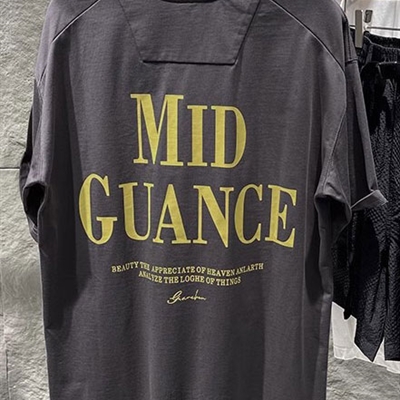 MID
GUANCE
BEAUTY THE APPRECIATE OF HEAVEN ANLARTH
ANALYZE THE LOGHE OF THINGS